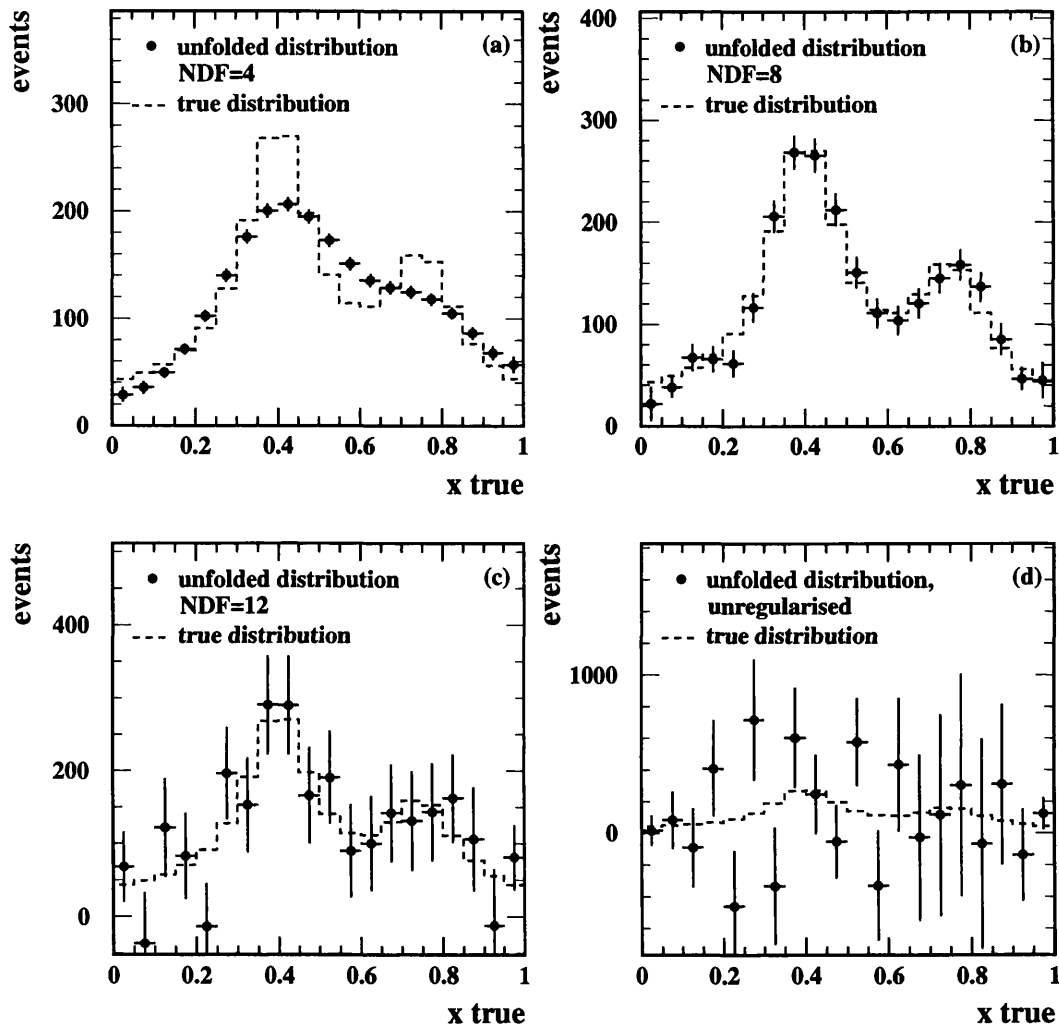 events
(a)
unfolded distribution
NDF=4
true distribution
300
200
100
0
0 0.2 0.4 0.6 0.8 1
x true
events
400
(b)
unfolded distribution
NDF=8
true distribution
300
200
100
0
0 0.2 0.4 0.6 0.8 1
x true
events
(c)
unfolded distribution
NDF=12
true distribution
400
200
0
0 0.2 0.4 0.6 0.8 1
x true
events
(d)
unfolded distribution,
unregularised
true distribution
1000
0
0 0.2 0.4 0.6 0.8 1
x true